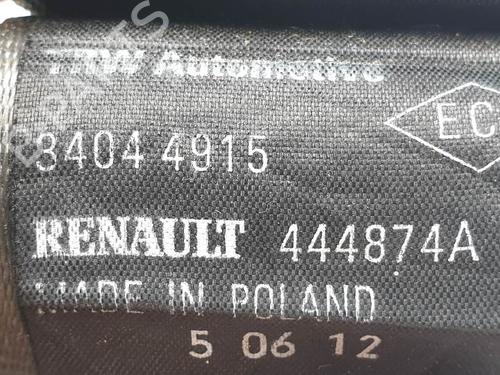 TRW Automotive
EC
3404 4915
RENAULT 444874A
MADE IN POLAND
5 06 12